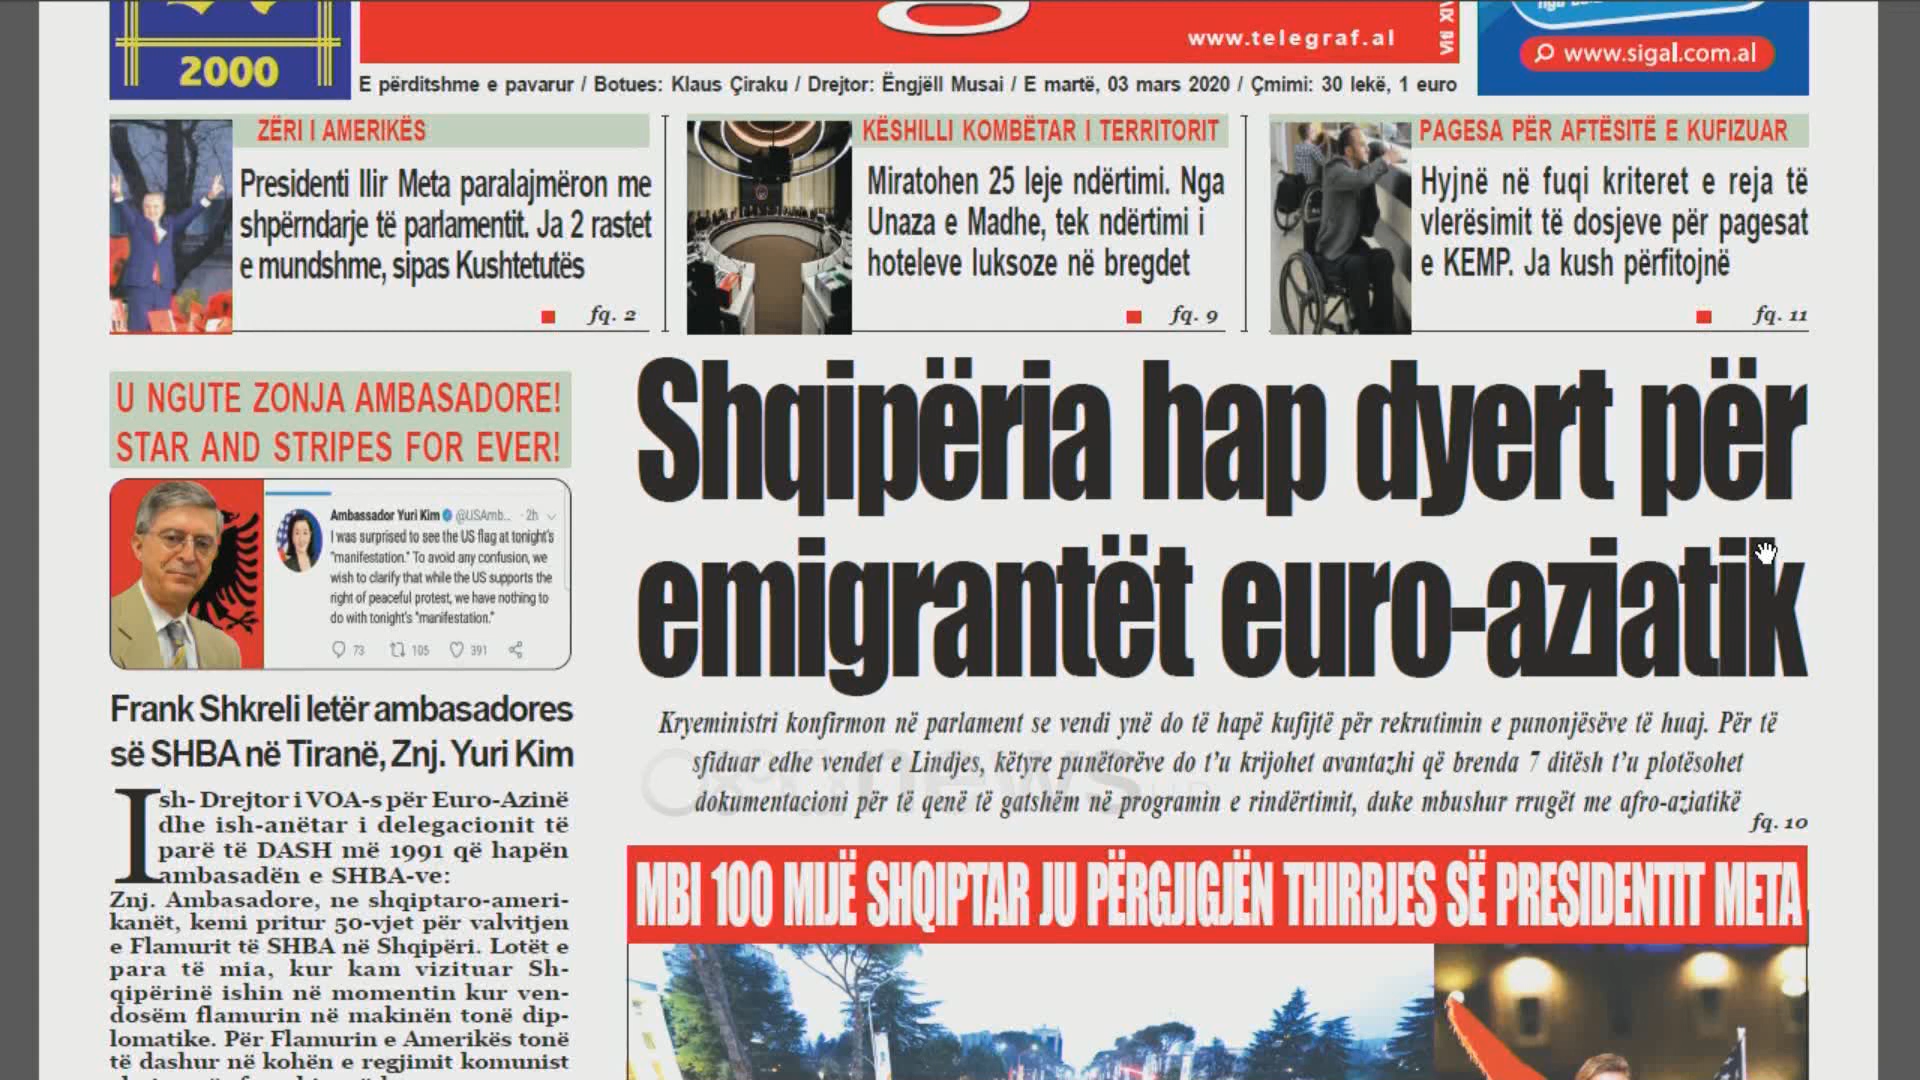 2000
www.telegraf.al
Viti XIV
www.sigal.com.al
E përditshme e pavarur / Botues: Klaus Çiraku / Drejtor: Ëngjëll Musai / E martë, 03 mars 2020 / Çmimi: 30 lekë, 1 euro
ZËRI I AMERIKËS
Presidenti Ilir Meta paralajmëron me
shpërndarje të parlamentit. Ja 2 rastet
e mundshme, sipas Kushtetutës
fq. 2
KËSHILLI KOMBËTAR I TERRITORIT
Miratohen 25 leje ndërtimi. Nga
Unaza e Madhe, tek ndërtimi i
hoteleve luksoze në bregdet
fq. 9
PAGESA PËR AFTËSITË E KUFIZUAR
Hyjnë në fuqi kriteret e reja të
vlerësimit të dosjeve për pagesat
e KEMP. Ja kush përfitojnë
fq. 11
U NGUTE ZONJA AMBASADORE!
STAR AND STRIPES FOR EVER!
Ambassador Yuri Kim @USAmb... · 2h
I was surprised to see the US flag at tonight's
"manifestation." To avoid any confusion, we
wish to clarify that while the US supports the
right of peaceful protest, we have nothing to
do with tonight's "manifestation."
73 105 391
Frank Shkreli letër ambasadores
së SHBA në Tiranë, Znj. Yuri Kim
Ish- Drejtor i VOA-s për Euro-Azinë
dhe ish-anëtar i delegacionit të
parë të DASH më 1991 që hapën
ambasadën e SHBA-ve:
Znj. Ambasadore, ne shqiptaro-ameri-
kanët, kemi pritur 50-vjet për valvitjen
e Flamurit të SHBA në Shqipëri. Lotët e
para të mia, kur kam vizituar Sh-
qipërinë ishin në momentin kur ven-
dosëm flamurin në makinën tonë dip-
lomatike. Për Flamurin e Amerikës tonë
të dashur në kohën e regjimit komunist
Shqipëria hap dyert për
emigrantët euro-aziatik
Kryeministri konfirmon në parlament se vendi ynë do të hapë kufijtë për rekrutimin e punonjësëve të huaj. Për të
sfiduar edhe vendet e Lindjes, këtyre punëtorëve do t'u krijohet avantazhi që brenda 7 ditësh t'u plotësohet
dokumentacioni për të qenë të gatshëm në programin e rindërtimit, duke mbushur rrugët me afro-aziatikë
fq. 10
news
MBI 100 MIJË SHQIPTAR JU PËRGJIGJËN THIRRJES SË PRESIDENTIT META